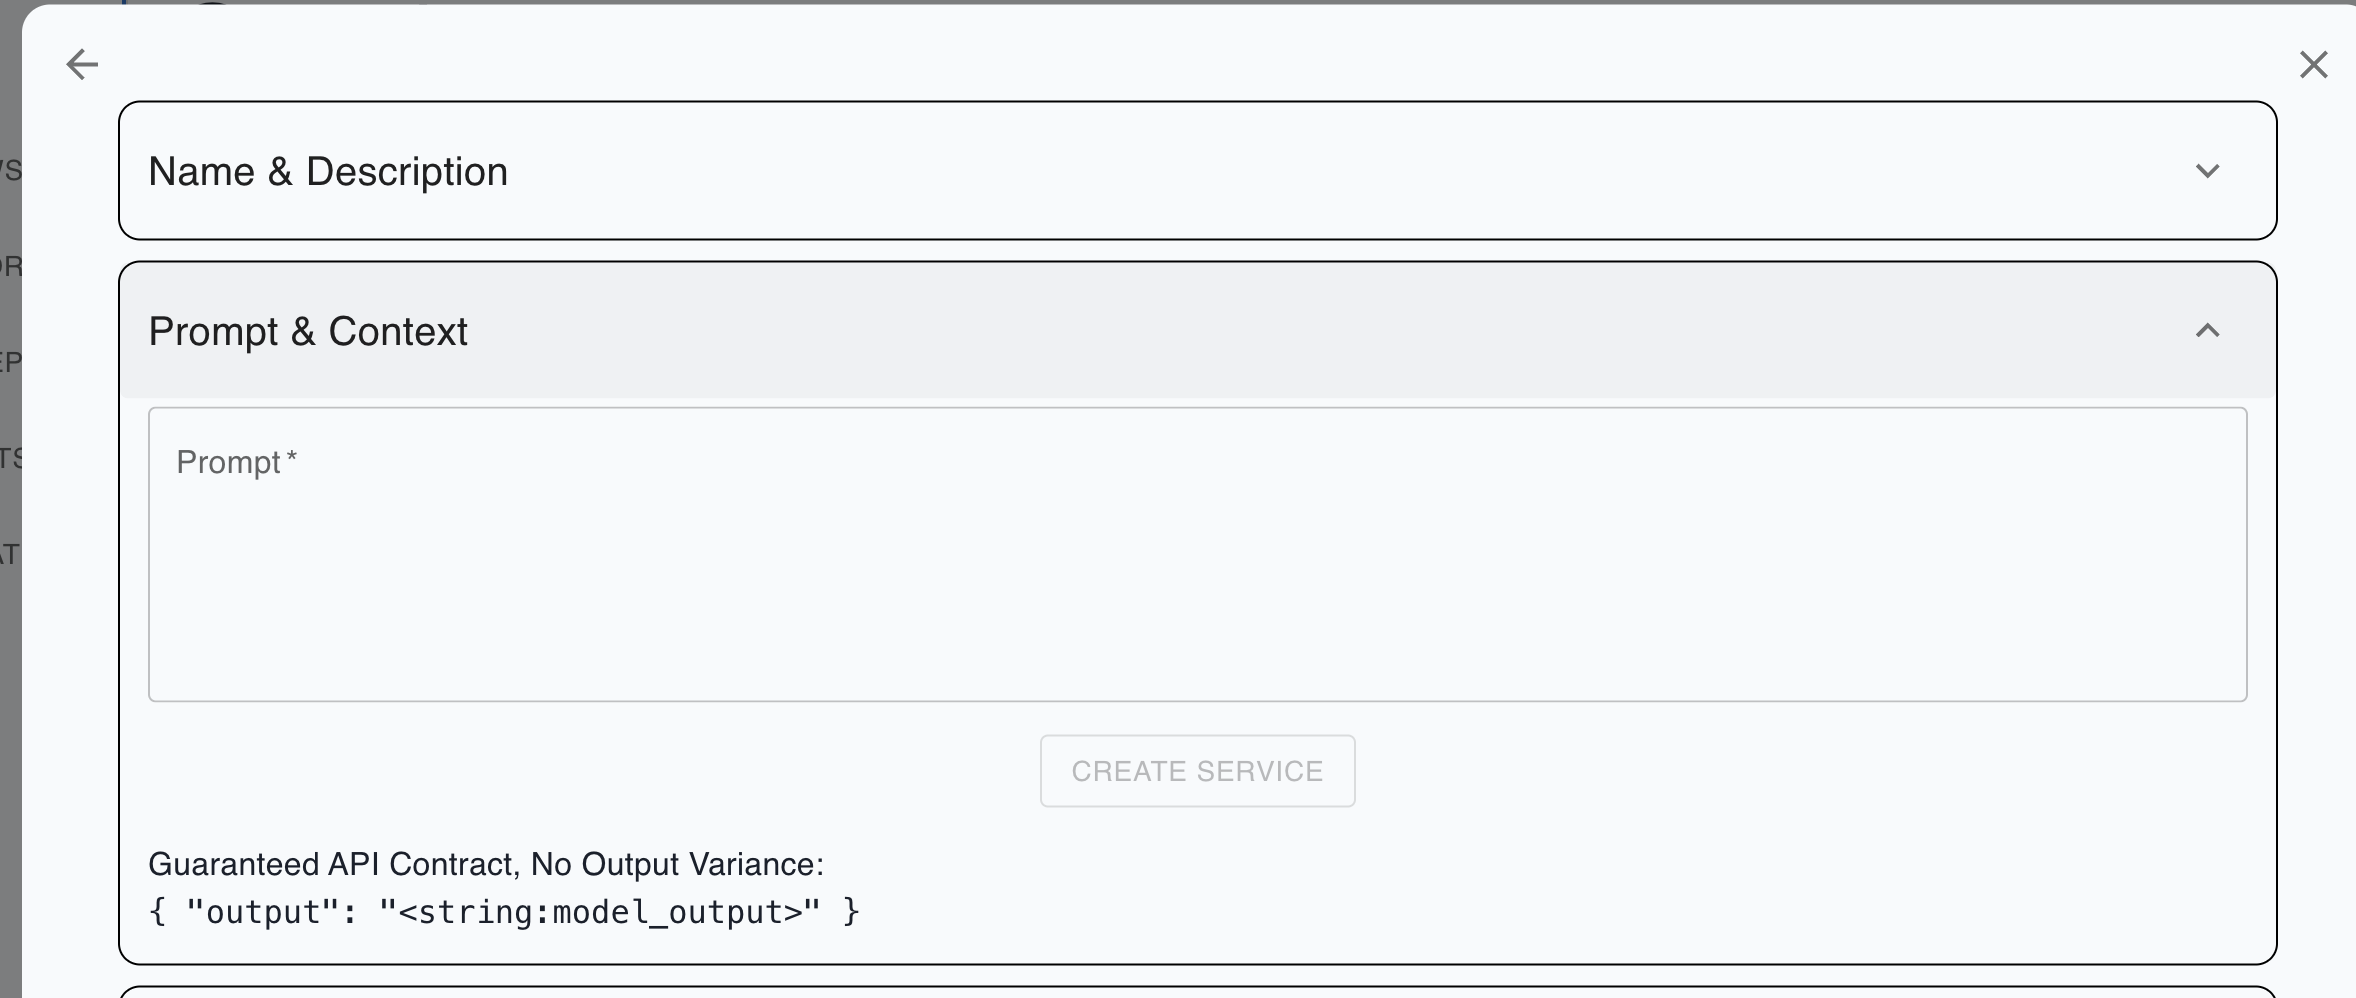 Name & Description
Prompt & Context
Prompt *
CREATE SERVICE
Guaranteed API Contract, No Output Variance:
{ "output": "<string:model_output>" }